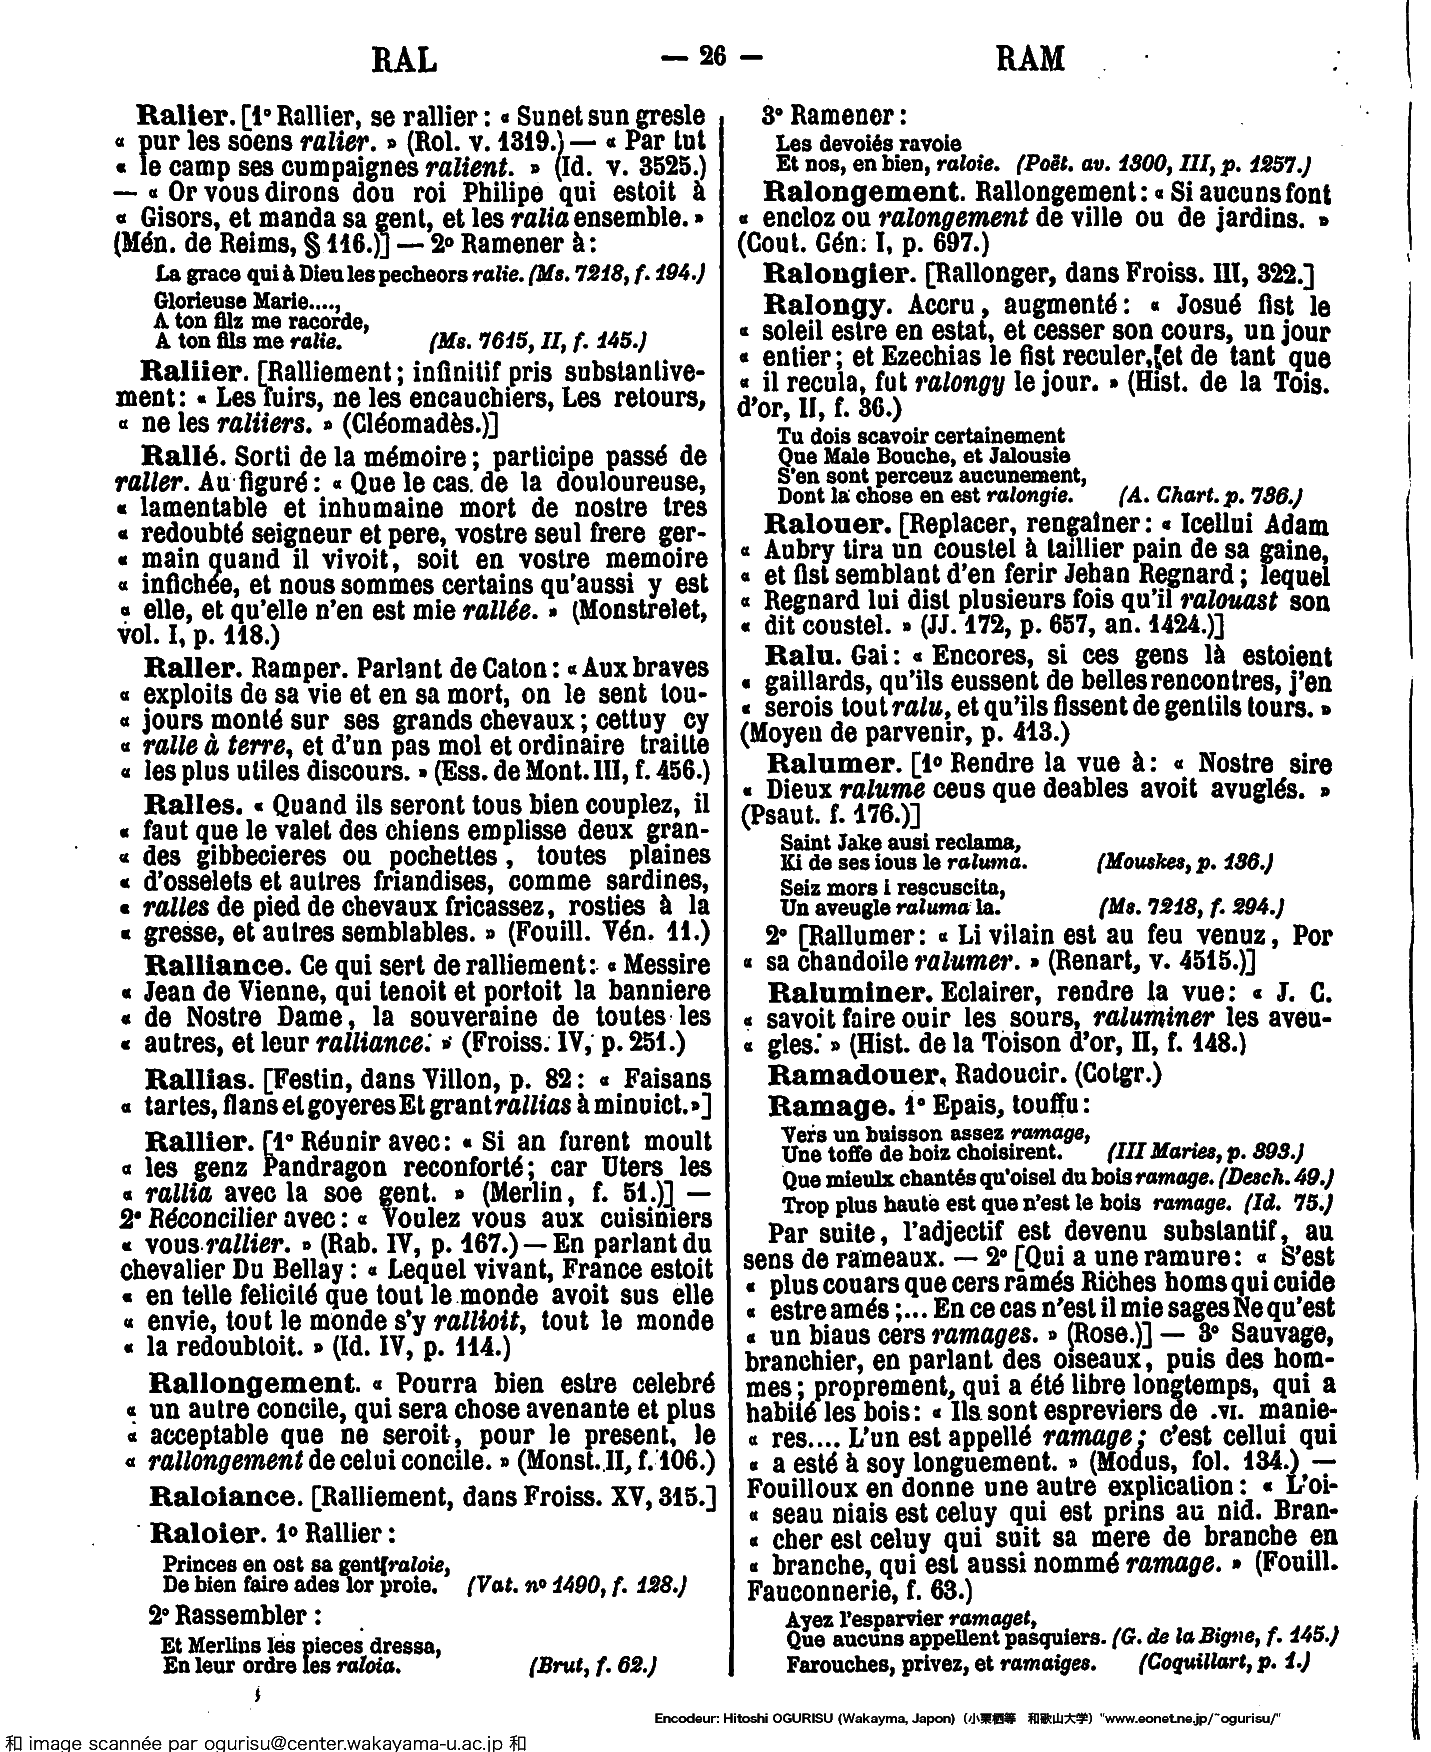 RAL — 26 — RAM
Ralier. [1º Rallier, se rallier : « Sunet sun gresle
« pur les soens ralier. » (Rol. v. 1319.) — « Par tut
« le camp ses cumpaignes ralient. » (Id. v. 3525.)
— « Or vous dirons dou roi Philipe qui estoit à
« Gisors, et manda sa gent, et les ralia ensemble. »
(Mén. de Reims, § 116.)] — 2º Ramener à :
La grace qui à Dieu les pecheors ralie. (Ms. 7218, f. 194.)
Glorieuse Marie....,
A ton filz me racorde,
A ton fils me ralie. (Ms. 7615, II, f. 145.)
Raliier. [Ralliement ; infinitif pris substantive-
ment : « Les fuirs, ne les encauchiers, Les retours,
« ne les raliiers. » (Cléomadès.)]
Rallé. Sorti de la mémoire ; participe passé de
raller. Au figuré : « Que le cas de la douloureuse,
« lamentable et inhumaine mort de nostre tres
« redoubté seigneur et pere, vostre seul frere ger-
« main quand il vivoit, soit en vostre memoire
« infichée, et nous sommes certains qu'aussi y est
« elle, et qu'elle n'en est mie rallée. » (Monstrelet,
vol. I, p. 118.)
Raller. Ramper. Parlant de Caton : « Aux braves
« exploits de sa vie et en sa mort, on le sent tou-
« jours monté sur ses grands chevaux ; cettuy cy
« ralle à terre, et d'un pas mol et ordinaire traitte
« les plus utiles discours. » (Ess. de Mont. III, f. 456.)
Ralles. « Quand ils seront tous bien couplez, il
« faut que le valet des chiens emplisse deux gran-
« des gibbecieres ou pochettes, toutes plaines
« d'osselets et autres friandises, comme sardines,
« ralles de pied de chevaux fricassez, rosties à la
« gresse, et autres semblables. » (Fouill. Vén. 11.)
Ralliance. Ce qui sert de ralliement : « Messire
« Jean de Vienne, qui tenoit et portoit la banniere
« de Nostre Dame, la souveraine de toutes les
« autres, et leur ralliance. » (Froiss. IV, p. 251.)
Rallias. [Festin, dans Villon, p. 82 : « Faisans
« tartes, flans et goyeres Et grant rallias à minuict. »]
Rallier. [1º Réunir avec : « Si an furent moult
« les genz Pandragon reconforté ; car Uters les
« rallia avec la soe gent. » (Merlin, f. 51.)] —
2º Réconcilier avec : « Voulez vous aux cuisiniers
« vous rallier. » (Rab. IV, p. 167.) — En parlant du
chevalier Du Bellay : « Lequel vivant, France estoit
« en telle felicité que tout le monde avoit sus elle
« envie, tout le monde s'y rallioit, tout le monde
« la redoubtoit. » (Id. IV, p. 114.)
Rallongement. « Pourra bien estre celebré
« un autre concile, qui sera chose avenante et plus
« acceptable que ne seroit, pour le present, le
« rallongement de celui concile. » (Monst. II, f. 106.)
Raloiance. [Ralliement, dans Froiss. XV, 315.]
Raloier. 1º Rallier :
Princes en ost sa gent raloie,
De bien faire ades lor proie. (Vat. nº 1490, f. 128.)
2º Rassembler :
Et Merlins les pieces dressa,
En leur ordre les raloia. (Brut, f. 62.)
3º Ramener :
Les devoiés ravoie
Et nos, en bien, raloie. (Poët. av. 1300, III, p. 1257.)
Ralongement. Rallongement : « Si aucuns font
« encloz ou ralongement de ville ou de jardins. »
(Cout. Gén. I, p. 697.)
Ralongier. [Rallonger, dans Froiss. III, 322.]
Ralongy. Accru, augmenté : « Josué fist le
« soleil estre en estat, et cesser son cours, un jour
« entier ; et Ezechias le fist reculer, [et de tant que
« il recula, fut ralongy le jour. » (Hist. de la Tois.
d'or, II, f. 36.)
Tu dois scavoir certainement
Que Male Bouche, et Jalousie
S'en sont perceuz aucunement,
Dont la chose en est ralongie. (A. Chart. p. 736.)
Ralouer. [Replacer, rengaîner : « Icellui Adam
« Aubry tira un coustel à taillier pain de sa gaine,
« et fist semblant d'en ferir Jehan Regnard ; lequel
« Regnard lui dist plusieurs fois qu'il ralouast son
« dit coustel. » (JJ. 172, p. 657, an. 1424.)]
Ralu. Gai : « Encores, si ces gens là estoient
« gaillards, qu'ils eussent de belles rencontres, j'en
« serois tout ralu, et qu'ils fissent de gentils tours. »
(Moyen de parvenir, p. 413.)
Ralumer. [1º Rendre la vue à : « Nostre sire
« Dieux ralume ceus que deables avoit avuglés. »
(Psaut. f. 176.)]
Saint Jake ausi reclama,
Ki de ses ious le raluma. (Mouskes, p. 136.)
Seiz mors i rescuscita,
Un aveugle raluma la. (Ms. 7218, f. 294.)
2º [Rallumer : « Li vilain est au feu venuz, Por
« sa chandoile ralumer. » (Renart, v. 4515.)]
Raluminer. Eclairer, rendre la vue : « J. C.
« savoit faire ouir les sours, raluminer les aveu-
« gles. » (Hist. de la Toison d'or, II, f. 148.)
Ramadouer. Radoucir. (Cotgr.)
Ramage. 1º Epais, touffu :
Vers un buisson assez ramage,
Une toffe de boiz choisirent. (III Maries, p. 393.)
Que mieulx chantés qu'oisel du bois ramage. (Desch. 49.)
Trop plus haute est que n'est le bois ramage. (Id. 75.)
Par suite, l'adjectif est devenu substantif, au
sens de rameaux. — 2º [Qui a une ramure : « S'est
« plus couars que cers ramés Riches homs qui cuide
« estre amés ;... En ce cas n'est il mie sages Ne qu'est
« un biaus cers ramages. » (Rose.)] — 3º Sauvage,
branchier, en parlant des oiseaux, puis des hom-
mes ; proprement, qui a été libre longtemps, qui a
habité les bois : « Ils sont espreviers de .VI. manie-
« res.... L'un est appellé ramage ; c'est cellui qui
« a esté à soy longuement. » (Modus, fol. 134.) —
Fouilloux en donne une autre explication : « L'oi-
« seau niais est celuy qui est prins au nid. Bran-
« cher est celuy qui suit sa mere de branche en
« branche, qui est aussi nommé ramage. » (Fouill.
Fauconnerie, f. 63.)
Ayez l'esparvier ramaget,
Que aucuns appellent pasquiers. (G. de la Bigne, f. 145.)
Farouches, privez, et ramaiges. (Coquillart, p. 1.)
Encodeur: Hitoshi OGURISU (Wakayma, Japon) (小栗栖等 和歌山大学) "www.eonet.ne.jp/~ogurisu/"
和 image scannée par ogurisu@center.wakayama-u.ac.jp 和